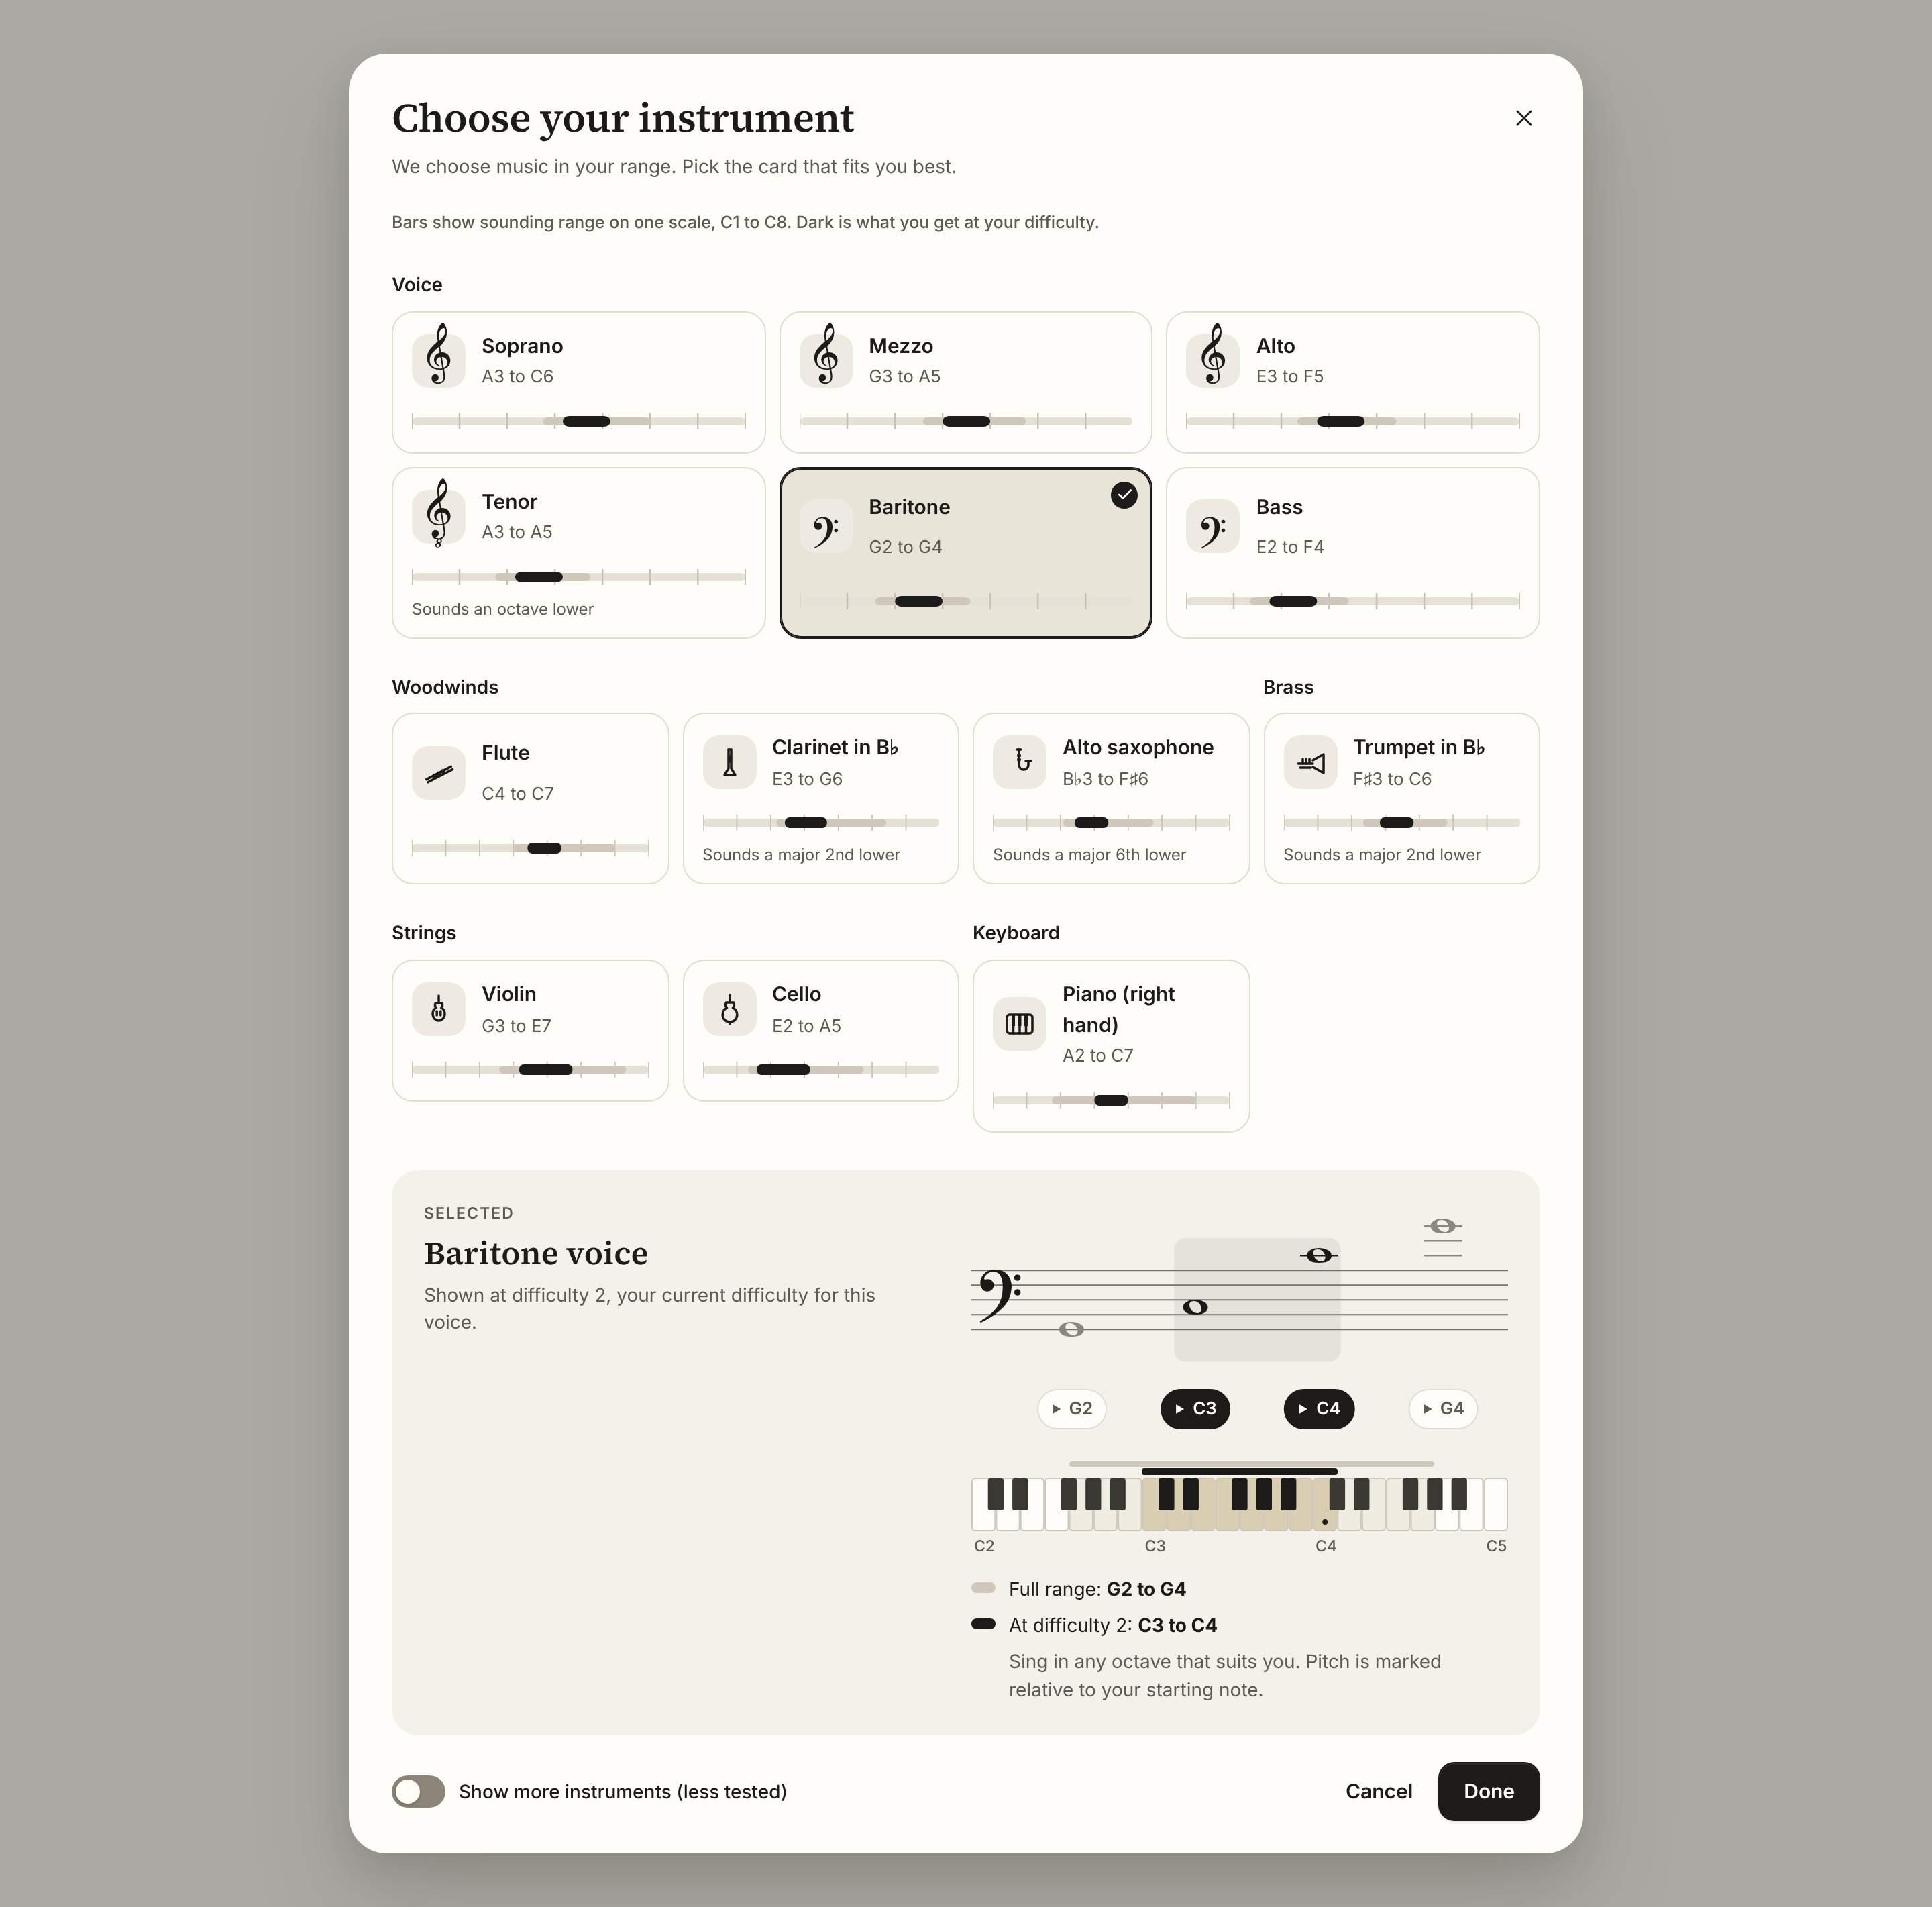 Choose your instrument
We choose music in your range. Pick the card that fits you best.
Bars show sounding range on one scale, C1 to C8. Dark is what you get at your difficulty.
Voice
Soprano
A3 to C6
Mezzo
G3 to A5
Alto
E3 to F5
Tenor
A3 to A5
Sounds an octave lower
Baritone
G2 to G4
Bass
E2 to F4
Woodwinds
Flute
C4 to C7
Clarinet in B♭
E3 to G6
Sounds a major 2nd lower
Alto saxophone
B♭3 to F♯6
Sounds a major 6th lower
Brass
Trumpet in B♭
F♯3 to C6
Sounds a major 2nd lower
Strings
Violin
G3 to E7
Cello
E2 to A5
Keyboard
Piano (right
hand)
A2 to C7
SELECTED
Baritone voice
Shown at difficulty 2, your current difficulty for this
voice.
G2
C3
C4
G4
C2
C3
C4
C5
Full range: G2 to G4
At difficulty 2: C3 to C4
Sing in any octave that suits you. Pitch is marked
relative to your starting note.
Show more instruments (less tested)
Cancel
Done